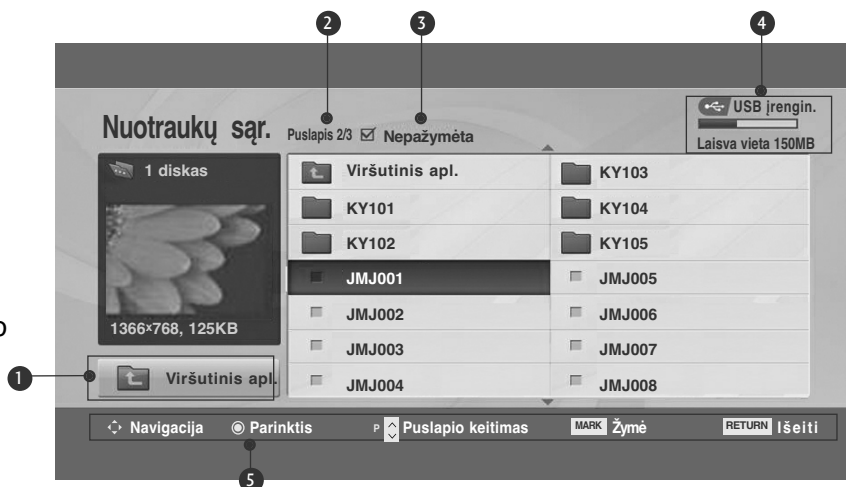 2 3 4
USB įrengin.
Nuotraukų sąr. Puslapis 2/3 Nepažymėta
Laisva vieta 150MB
1 diskas
Viršutinis apl. KY103
KY101 KY104
KY102 KY105
JMJ001 JMJ005
JMJ002 JMJ006
1366×768, 125KB
JMJ003 JMJ007
1 Viršutinis apl. JMJ004 JMJ008
Navigacija Parinktis P Puslapio keitimas MARK Žymė RETURN Išeiti
5